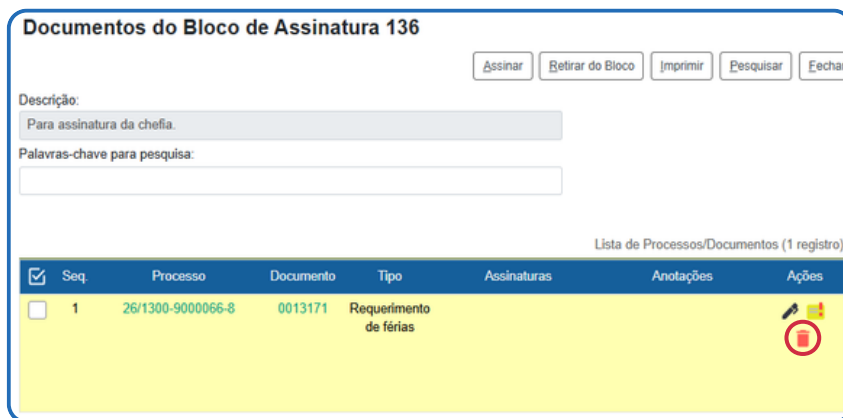 Documentos do Bloco de Assinatura 136
Assinar Retirar do Bloco Imprimir Pesquisar Fechar
Descrição:
Para assinatura da chefia.
Palavras-chave para pesquisa:
Lista de Processos/Documentos (1 registro)
Seq. Processo Documento Tipo Assinaturas Anotações Ações
1 26/1300-9000066-8 0013171 Requerimento
de férias